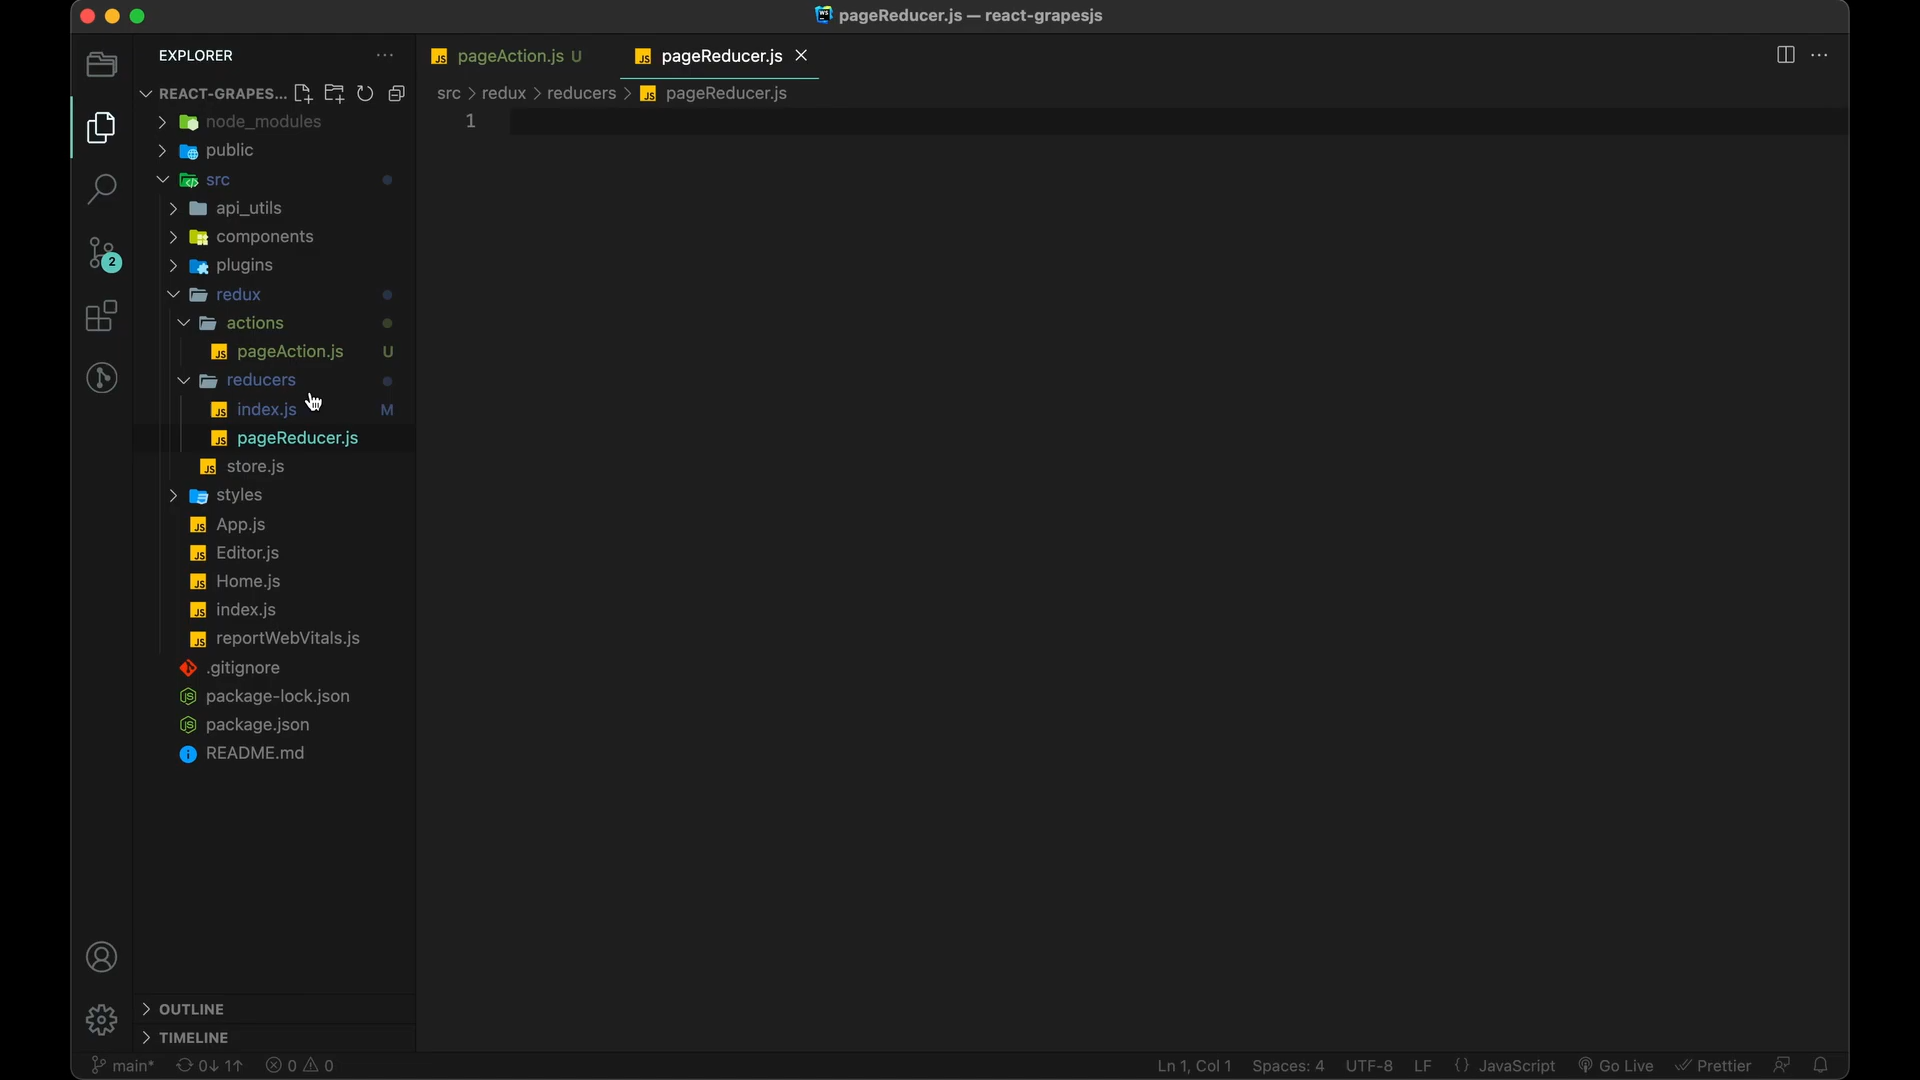 pageReducer.js — react-grapesjs
EXPLORER
REACT-GRAPES...
node_modules
public
src
api_utils
components
plugins
redux
actions
pageAction.js U
reducers
index.js M
pageReducer.js
store.js
styles
App.js
Editor.js
Home.js
index.js
reportWebVitals.js
.gitignore
package-lock.json
package.json
README.md
OUTLINE
TIMELINE
2
pageAction.js U
pageReducer.js
src > redux > reducers > pageReducer.js
1
main* 0↓ 1↑ 0 0
Ln 1, Col 1 Spaces: 4 UTF-8 LF {} JavaScript Go Live Prettier